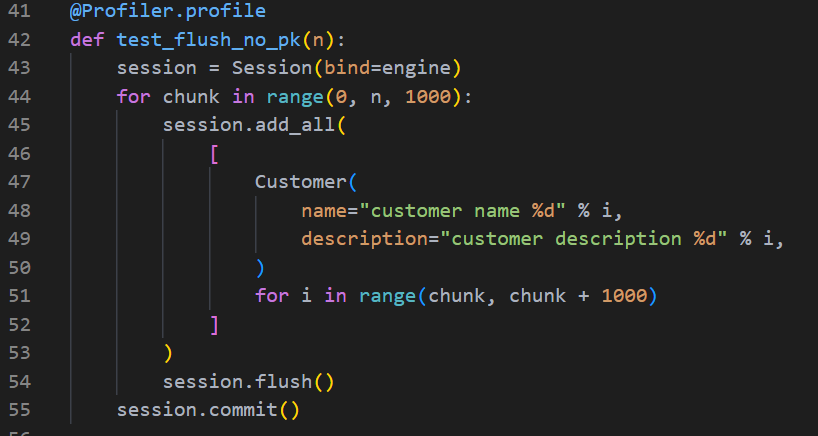 41 @Profiler.profile
42 def test_flush_no_pk(n):
43     session = Session(bind=engine)
44     for chunk in range(0, n, 1000):
45         session.add_all(
46             [
47                 Customer(
48                     name="customer name %d" % i,
49                     description="customer description %d" % i,
50                 )
51                 for i in range(chunk, chunk + 1000)
52             ]
53         )
54         session.flush()
55     session.commit()